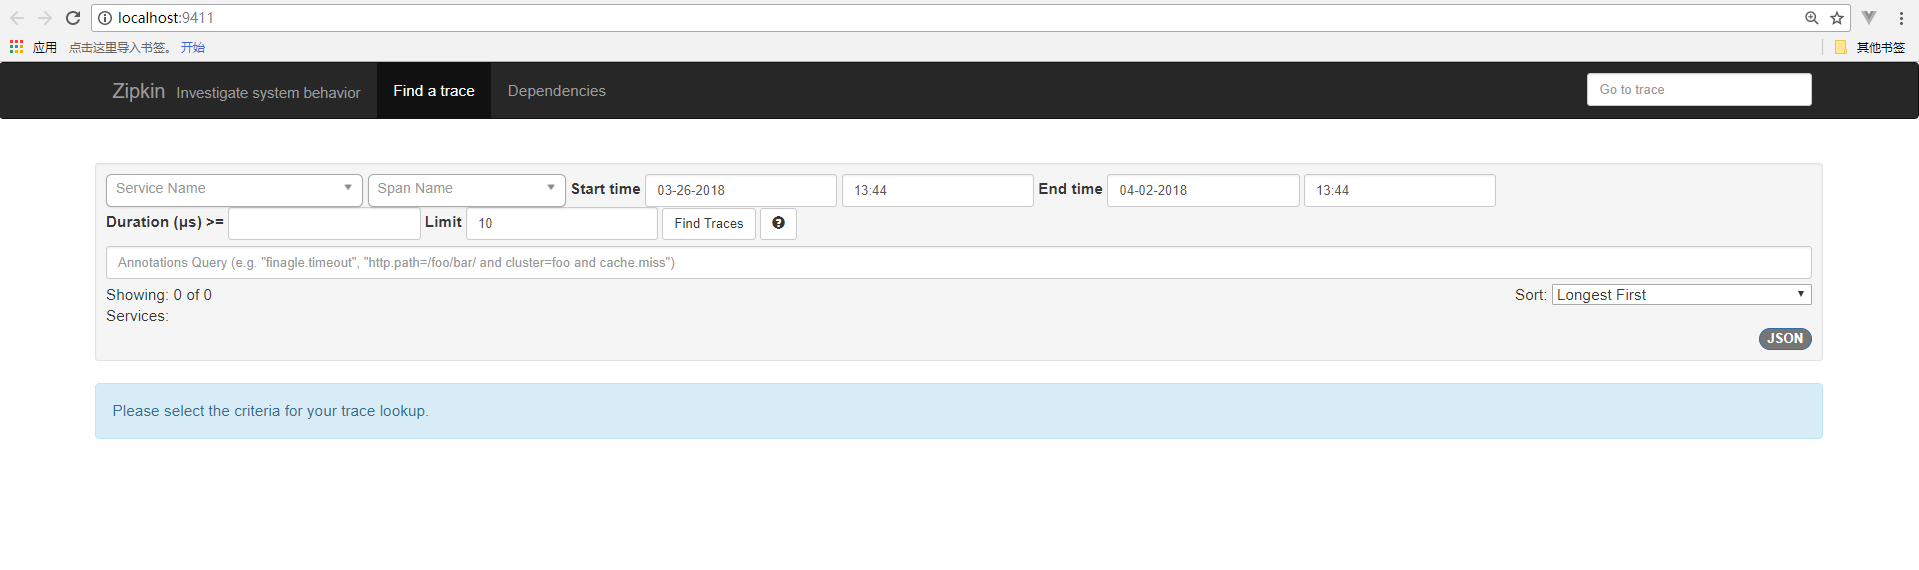 localhost:9411
应用 点击这里导入书签。 开始 其他书签
Zipkin Investigate system behavior Find a trace Dependencies Go to trace
Service Name Span Name Start time 03-26-2018 13:44 End time 04-02-2018 13:44
Duration (μs) >= Limit 10 Find Traces
Annotations Query (e.g. "finagle.timeout", "http.path=/foo/bar/ and cluster=foo and cache.miss")
Showing: 0 of 0 Sort: Longest First
Services:
JSON
Please select the criteria for your trace lookup.